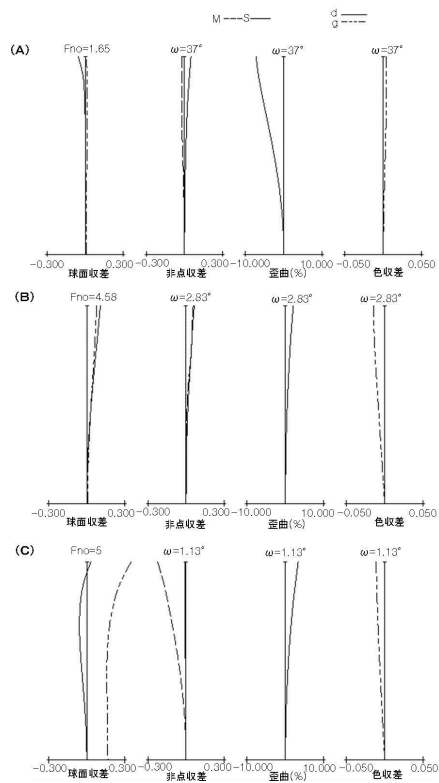 M S
d
g
(A)
Fno=1.65 ω=37° ω=37° ω=37°
-0.300 0.300 -0.300 0.300 -10.000 10.000 -0.050 0.050
球面収差 非点収差 歪曲(%) 色収差
(B)
Fno=4.58 ω=2.83° ω=2.83° ω=2.83°
-0.300 0.300 -0.300 0.300 -10.000 10.000 -0.050 0.050
球面収差 非点収差 歪曲(%) 色収差
(C)
Fno=5 ω=1.13° ω=1.13° ω=1.13°
-0.300 0.300 -0.300 0.300 -10.000 10.000 -0.050 0.050
球面収差 非点収差 歪曲(%) 色収差